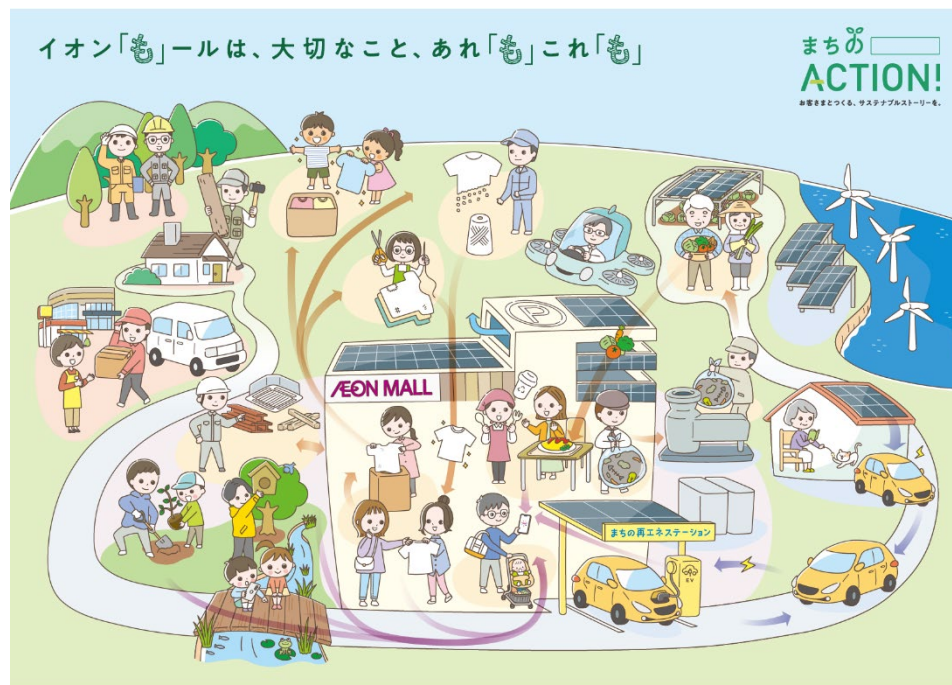 イオン「も」ールは、大切なこと、あれ「も」これ「も」
まちの
ACTION!
お客さまとつくる、サステナブルストーリーを。
ÆON MALL
まちの再エネステーション
EV